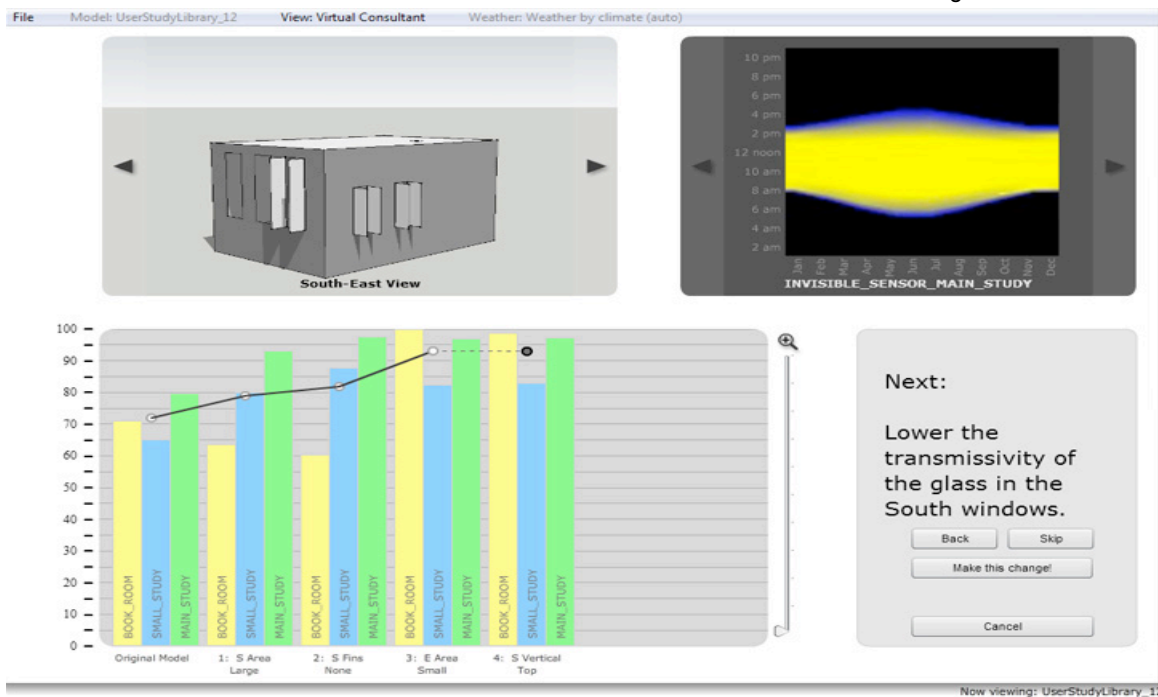 File Model: UserStudyLibrary_12 View: Virtual Consultant Weather: Weather by climate (auto)
South-East View
10 pm
8 pm
6 pm
4 pm
2 pm
12 noon
10 am
8 am
6 am
4 am
2 am
Jan Feb Mar Apr May Jun Jul Aug Sep Oct Nov Dec
INVISIBLE_SENSOR_MAIN_STUDY
100
90
80
70
60
50
40
30
20
10
0
BOOK_ROOM SMALL_STUDY MAIN_STUDY BOOK_ROOM SMALL_STUDY MAIN_STUDY BOOK_ROOM SMALL_STUDY MAIN_STUDY BOOK_ROOM SMALL_STUDY MAIN_STUDY BOOK_ROOM SMALL_STUDY MAIN_STUDY
Original Model 1: S Area 2: S Fins 3: E Area 4: S Vertical
Large None Small Top
Next:
Lower the
transmissivity of
the glass in the
South windows.
Back Skip
Make this change!
Cancel
Now viewing: UserStudyLibrary_1